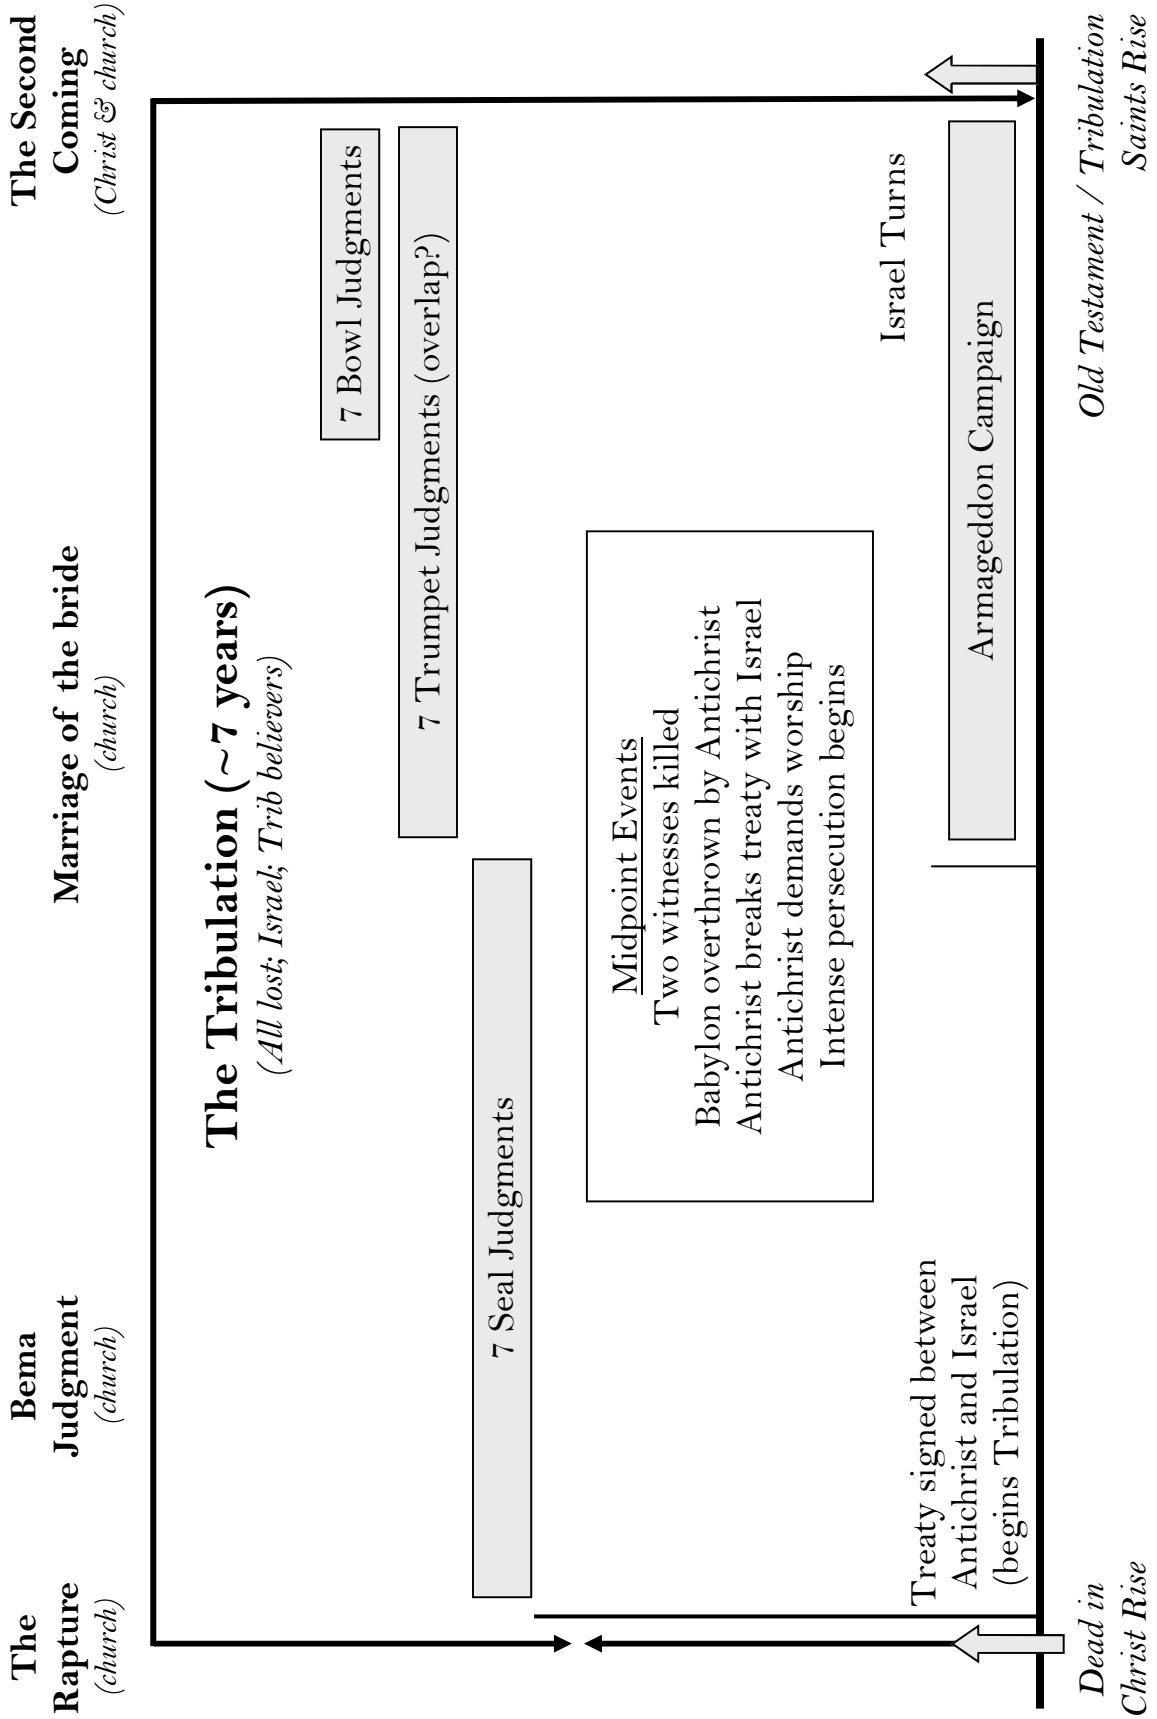 The
Rapture
(church)
Bema
Judgment
(church)
Marriage of the bride
(church)
The Second
Coming
(Christ & church)
The Tribulation (~7 years)
(All lost; Israel; Trib believers)
7 Bowl Judgments
7 Trumpet Judgments (overlap?)
7 Seal Judgments
Midpoint Events
Two witnesses killed
Babylon overthrown by Antichrist
Antichrist breaks treaty with Israel
Antichrist demands worship
Intense persecution begins
Israel Turns
Treaty signed between
Antichrist and Israel
(begins Tribulation)
Armageddon Campaign
Dead in
Christ Rise
Old Testament / Tribulation
Saints Rise